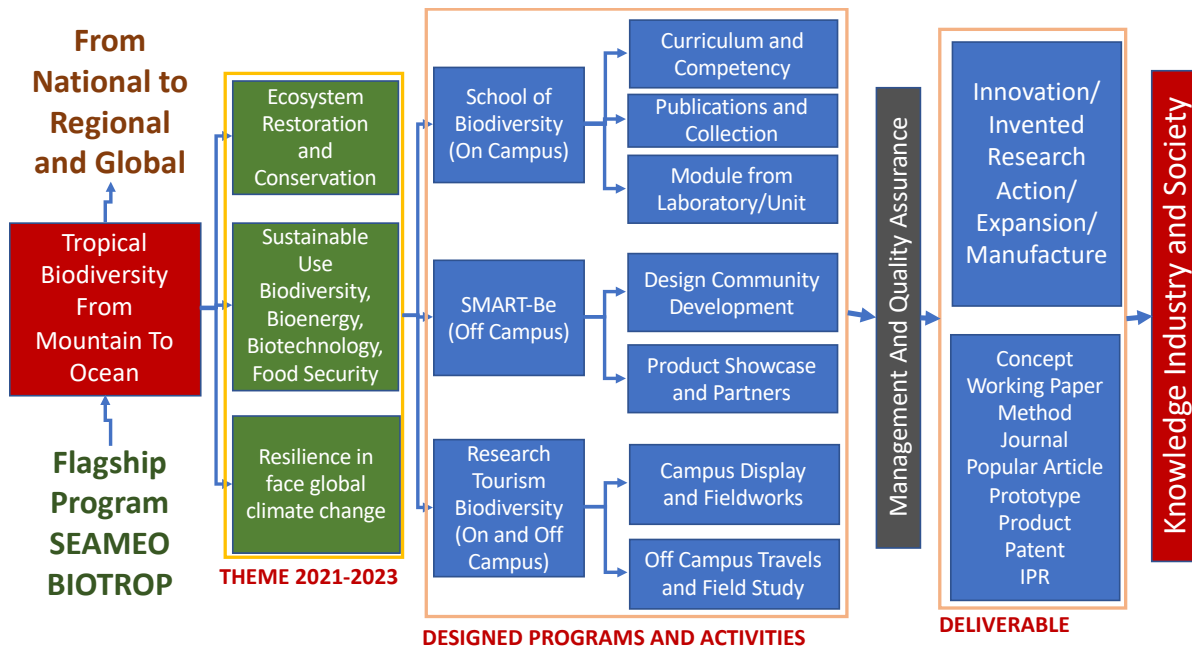 From
National to
Regional
and Global
Tropical
Biodiversity
From
Mountain To
Ocean
Flagship
Program
SEAMEO
BIOTROP
Ecosystem
Restoration
and
Conservation
Sustainable
Use
Biodiversity,
Bioenergy,
Biotechnology,
Food Security
Resilience in
face global
climate change
THEME 2021-2023
School of
Biodiversity
(On Campus)
SMART-Be
(Off Campus)
Research
Tourism
Biodiversity
(On and Off
Campus)
Curriculum and
Competency
Publications and
Collection
Module from
Laboratory/Unit
Design Community
Development
Product Showcase
and Partners
Campus Display
and Fieldworks
Off Campus Travels
and Field Study
DESIGNED PROGRAMS AND ACTIVITIES
Management And Quality Assurance
Innovation/
Invented
Research
Action/
Expansion/
Manufacture
Concept
Working Paper
Method
Journal
Popular Article
Prototype
Product
Patent
IPR
DELIVERABLE
Knowledge Industry and Society